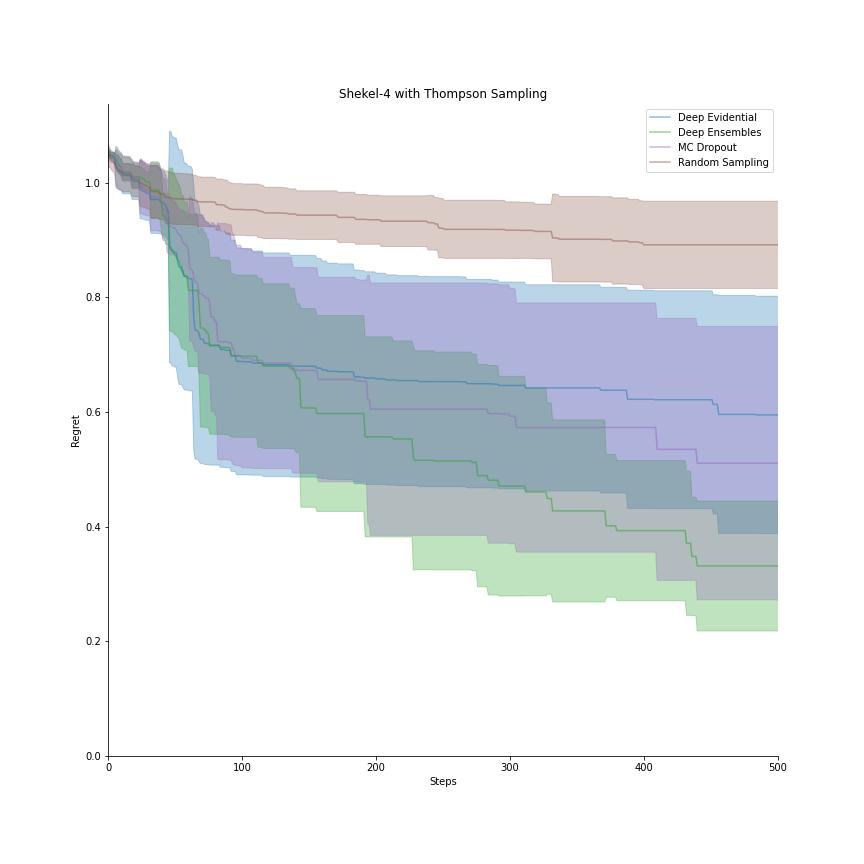 Shekel-4 with Thompson Sampling
Deep Evidential
Deep Ensembles
MC Dropout
Random Sampling
1.0
0.8
0.6
0.4
0.2
0.0
Regret
0 100 200 300 400 500
Steps